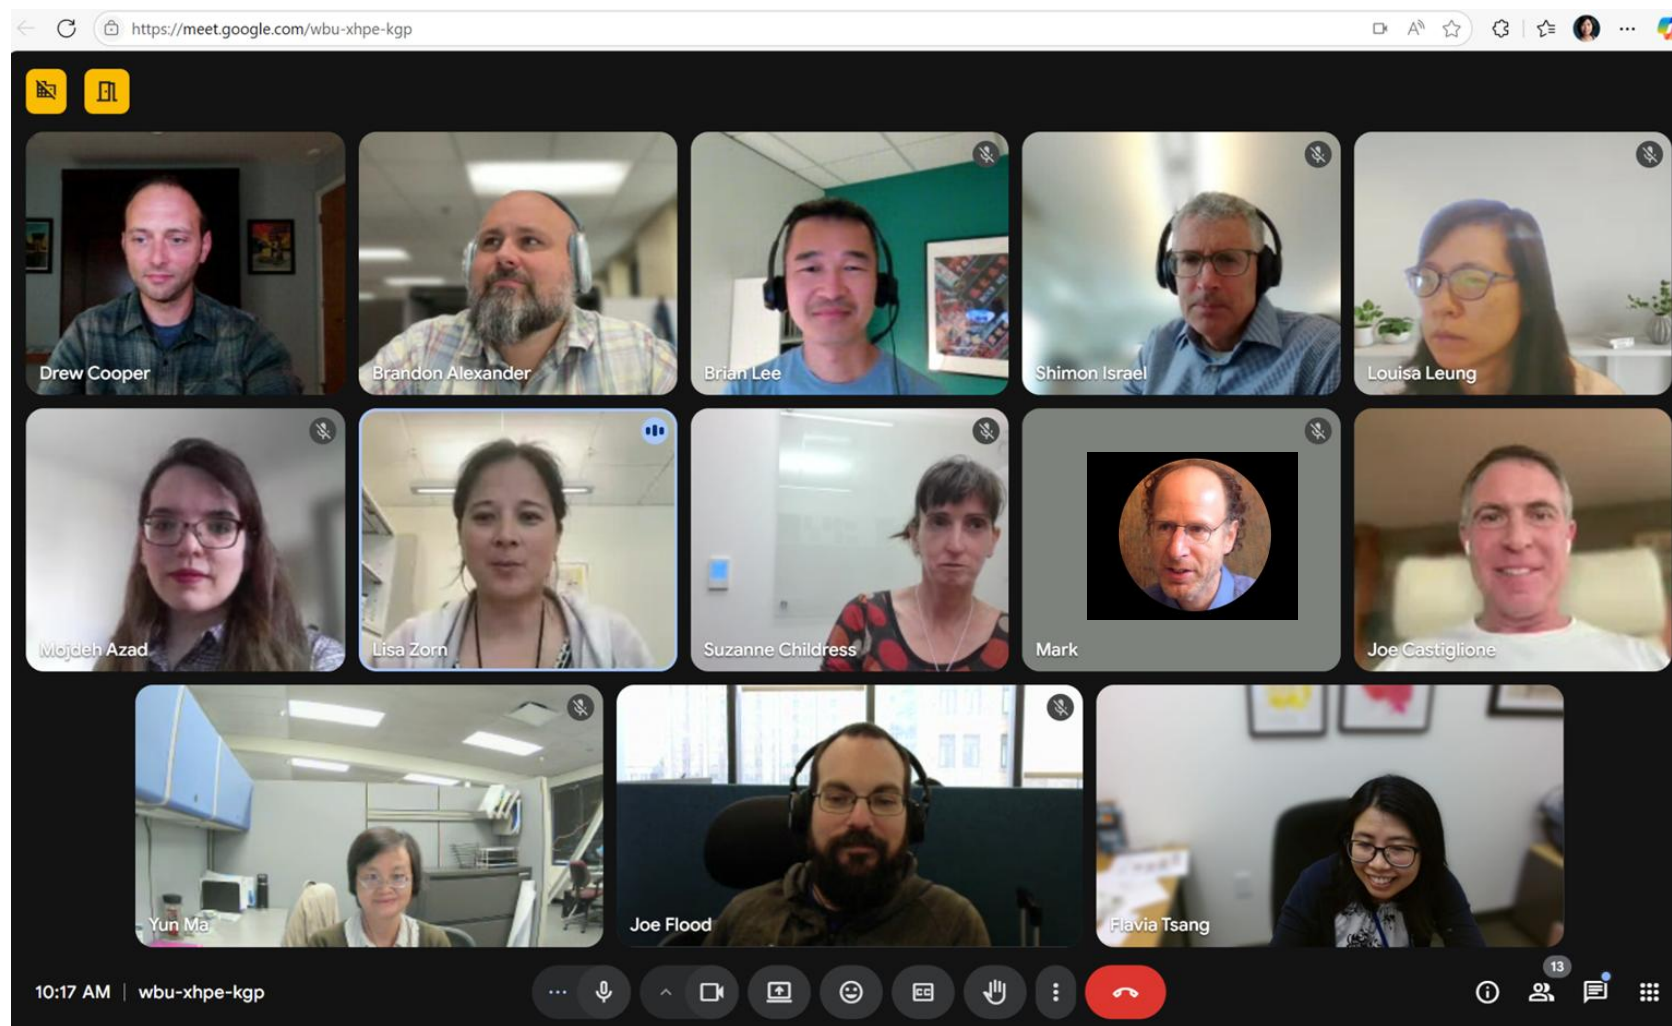 https://meet.google.com/wbu-xhpe-kgp
Drew Cooper
Brandon Alexander
Brian Lee
Shimon Israel
Louisa Leung
Mojdeh Azad
Lisa Zorn
Suzanne Childress
Mark
Joe Castiglione
Yun Ma
Joe Flood
Flavia Tsang
10:17 AM | wbu-xhpe-kgp
CC
13